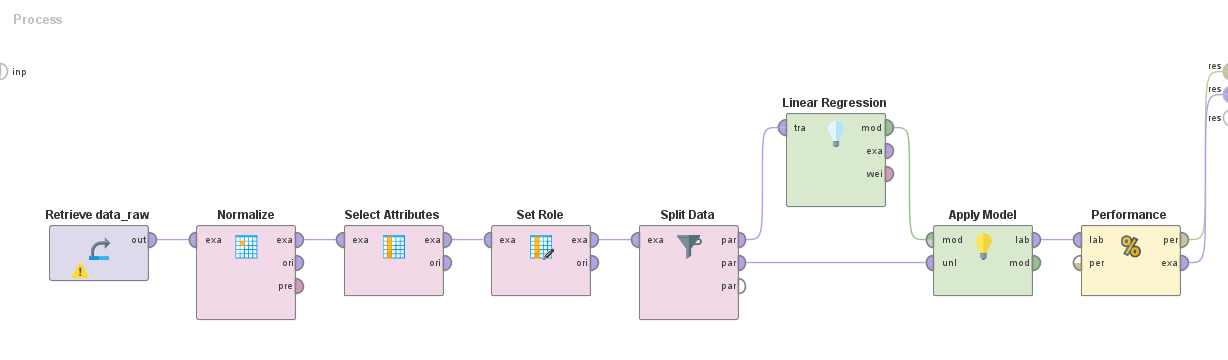 Process
inp
res
res
res
Linear Regression
tra
mod
exa
wei
Retrieve data_raw
out
Normalize
exa
exa
ori
pre
Select Attributes
exa
exa
ori
Set Role
exa
exa
ori
Split Data
exa
par
par
par
Apply Model
mod
lab
unl
mod
Performance
lab
per
per
exa
%